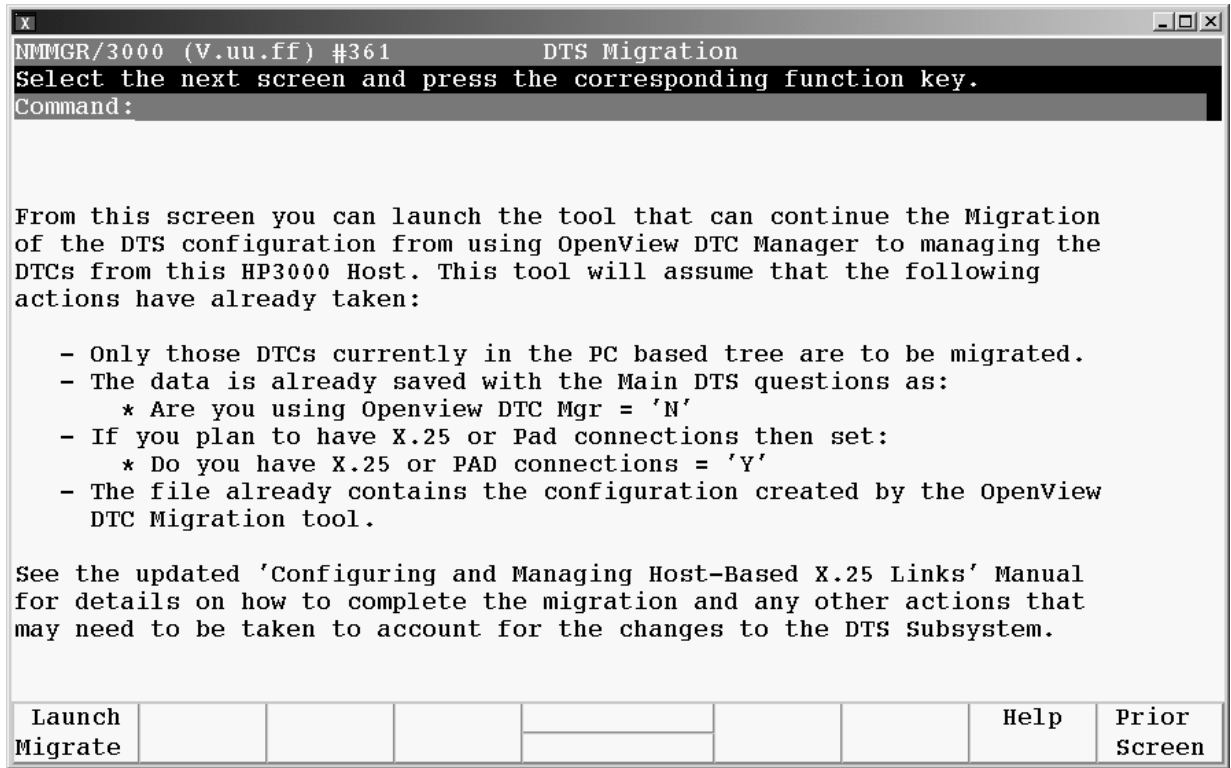 X
NMMGR/3000 (V.uu.ff) #361 DTS Migration
Select the next screen and press the corresponding function key.
Command:
From this screen you can launch the tool that can continue the Migration
of the DTS configuration from using OpenView DTC Manager to managing the
DTCs from this HP3000 Host. This tool will assume that the following
actions have already taken:
– Only those DTCs currently in the PC based tree are to be migrated.
– The data is already saved with the Main DTS questions as:
* Are you using Openview DTC Mgr = ′N′
– If you plan to have X.25 or Pad connections then set:
* Do you have X.25 or PAD connections = ′Y′
– The file already contains the configuration created by the OpenView
DTC Migration tool.
See the updated ′Configuring and Managing Host–Based X.25 Links′ Manual
for details on how to complete the migration and any other actions that
may need to be taken to account for the changes to the DTS Subsystem.
Launch Help Prior
Migrate Screen